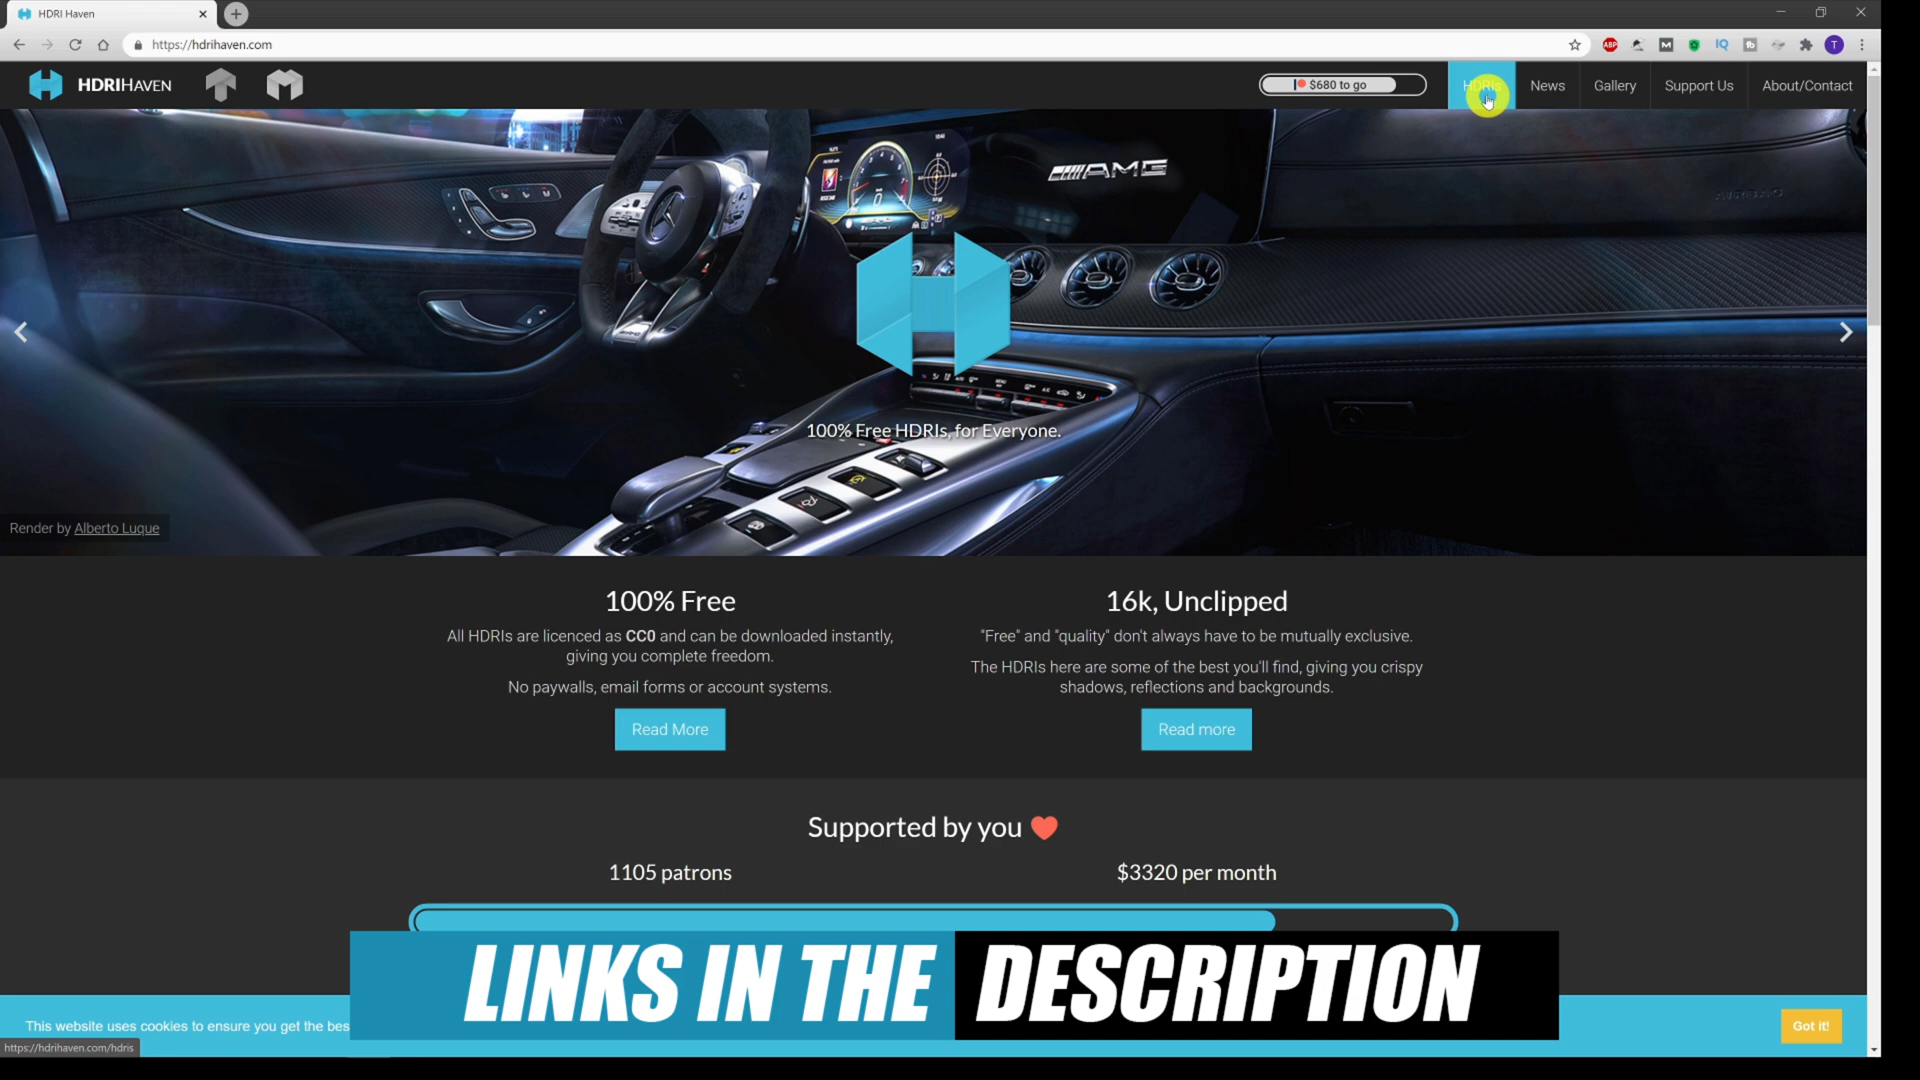 HDRI Haven
https://hdrihaven.com
ABP
M
IQ
T
HDRIHAVEN
$680 to go
HDRIs
News
Gallery
Support Us
About/Contact
AMG
100% Free HDRIs, for Everyone.
Render by Alberto Luque
100% Free
All HDRIs are licenced as CC0 and can be downloaded instantly,
giving you complete freedom.
No paywalls, email forms or account systems.
Read More
16k, Unclipped
"Free" and "quality" don't always have to be mutually exclusive.
The HDRIs here are some of the best you'll find, giving you crispy
shadows, reflections and backgrounds.
Read more
Supported by you
1105 patrons
$3320 per month
LINKS IN THE DESCRIPTION
This website uses cookies to ensure you get the bes
Got it!
https://hdrihaven.com/hdris